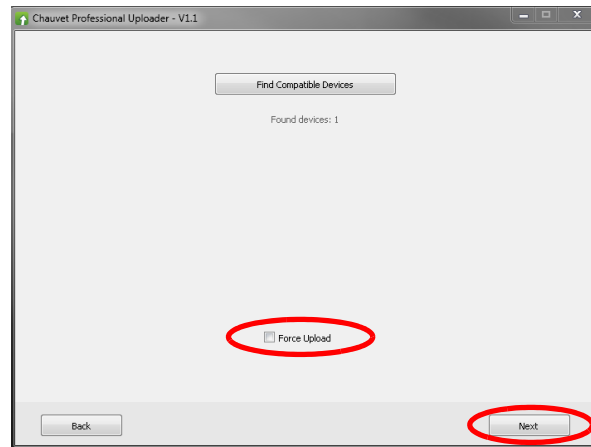 Chauvet Professional Uploader - V1.1
Find Compatible Devices
Found devices: 1
Force Upload
Back
Next